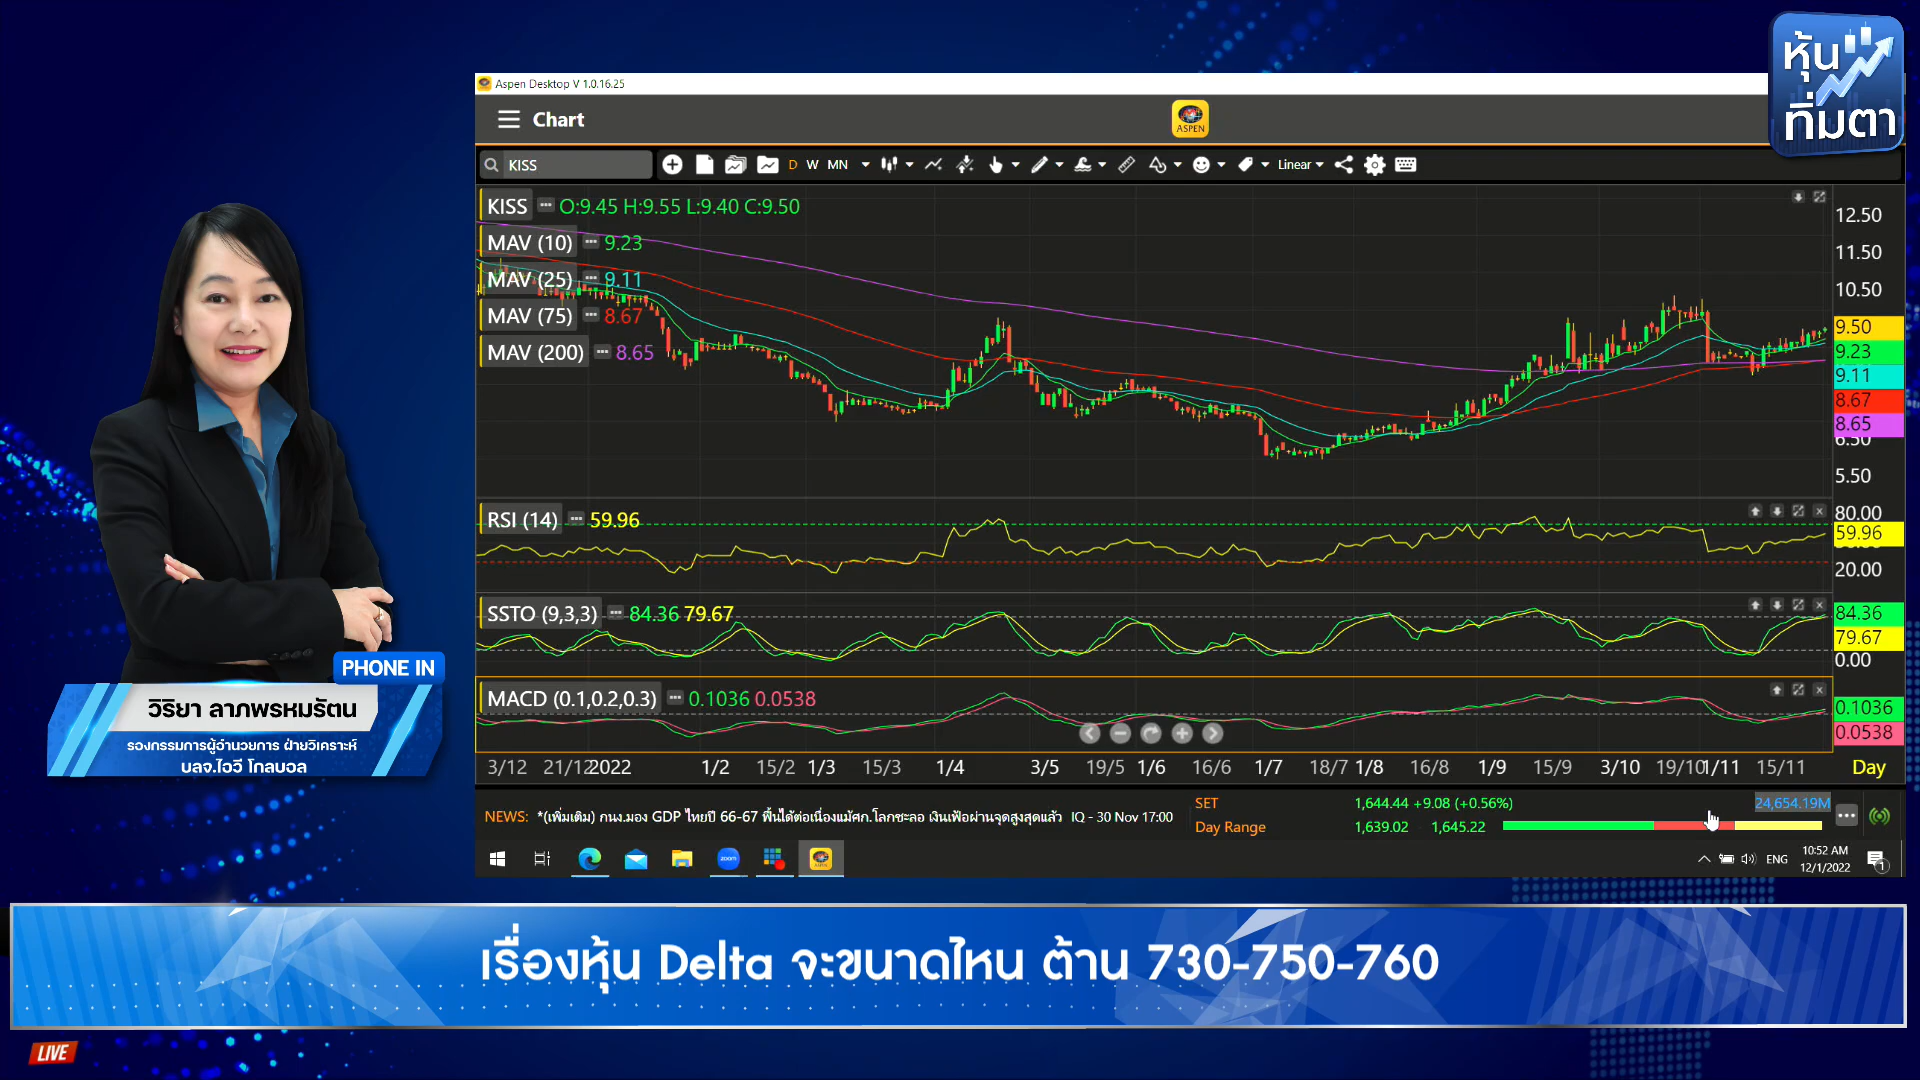 หุ้น
ทิ่มตา
Aspen Desktop V 1.0.16.25
Chart
ASPEN
KISS
D W MN
Linear
KISS O:9.45 H:9.55 L:9.40 C:9.50
MAV (10) 9.23
MAV (25) 9.11
MAV (75) 8.67
MAV (200) 8.65
12.50
11.50
10.50
9.50
9.23
9.11
8.67
8.65
6.50
5.50
RSI (14) 59.96
80.00
59.96
20.00
SSTO (9,3,3) 84.36 79.67
84.36
79.67
0.00
MACD (0.1,0.2,0.3) 0.1036 0.0538
0.1036
0.0538
3/12 21/12 2022 1/2 15/2 1/3 15/3 1/4 3/5 19/5 1/6 16/6 1/7 18/7 1/8 16/8 1/9 15/9 3/10 19/10 1/11 15/11 Day
NEWS: *(เพิ่มเติม) กนง.มอง GDP ไทยปี 66-67 ฟื้นได้ต่อเนื่องแม้ศก.โลกชะลอ เงินเฟ้อผ่านจุดสูงสุดแล้ว IQ - 30 Nov 17:00
SET 1,644.44 +9.08 (+0.56%) 24,654.19M
Day Range 1,639.02 - 1,645.22
zoom
ENG
10:52 AM
12/1/2022
1
PHONE IN
วิริยา ลาภพรหมรัตน
รองกรรมการผู้อำนวยการ ฝ่ายวิเคราะห์
บลจ.ไอวี โกลบอล
เรื่องหุ้น Delta จะขนาดไหน ต้าน 730-750-760
LIVE